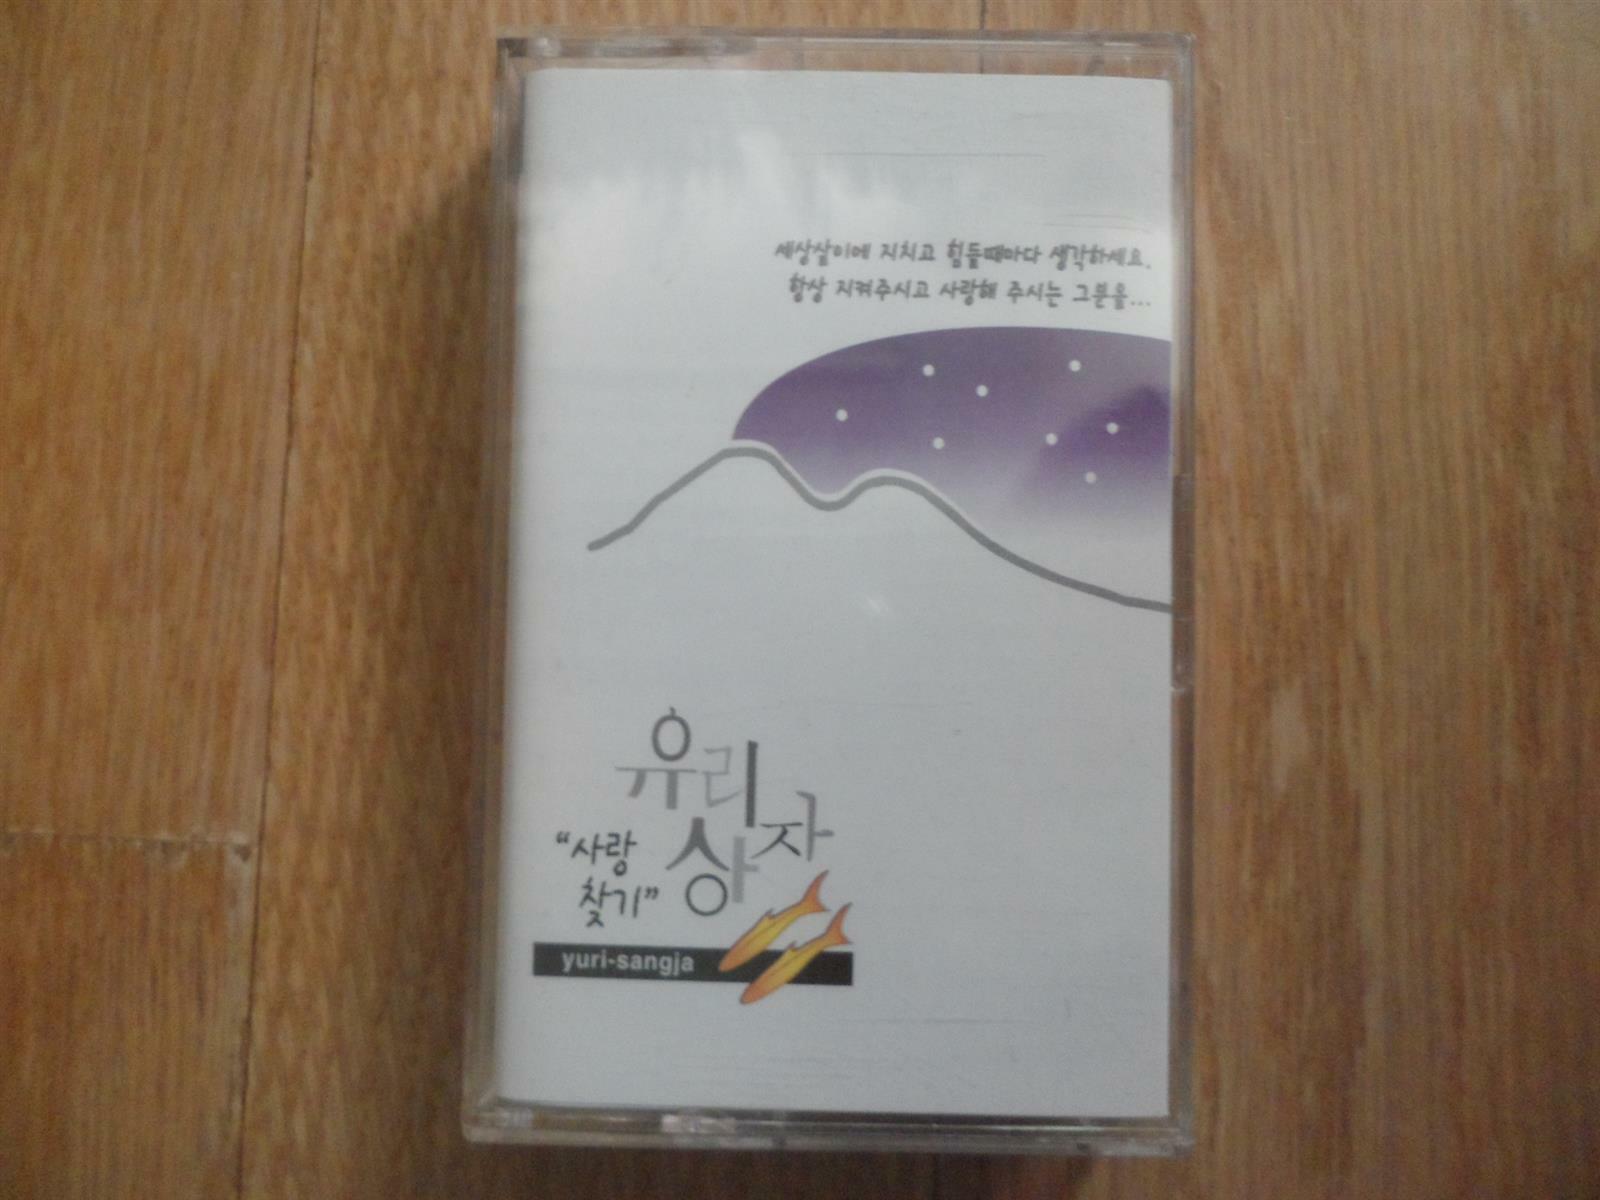 세상살이에 지치고 힘들때마다 생각하세요.
항상 지켜주시고 사랑해 주시는 그분을...
유리
상자
"사랑
찾기"
yuri-sangja